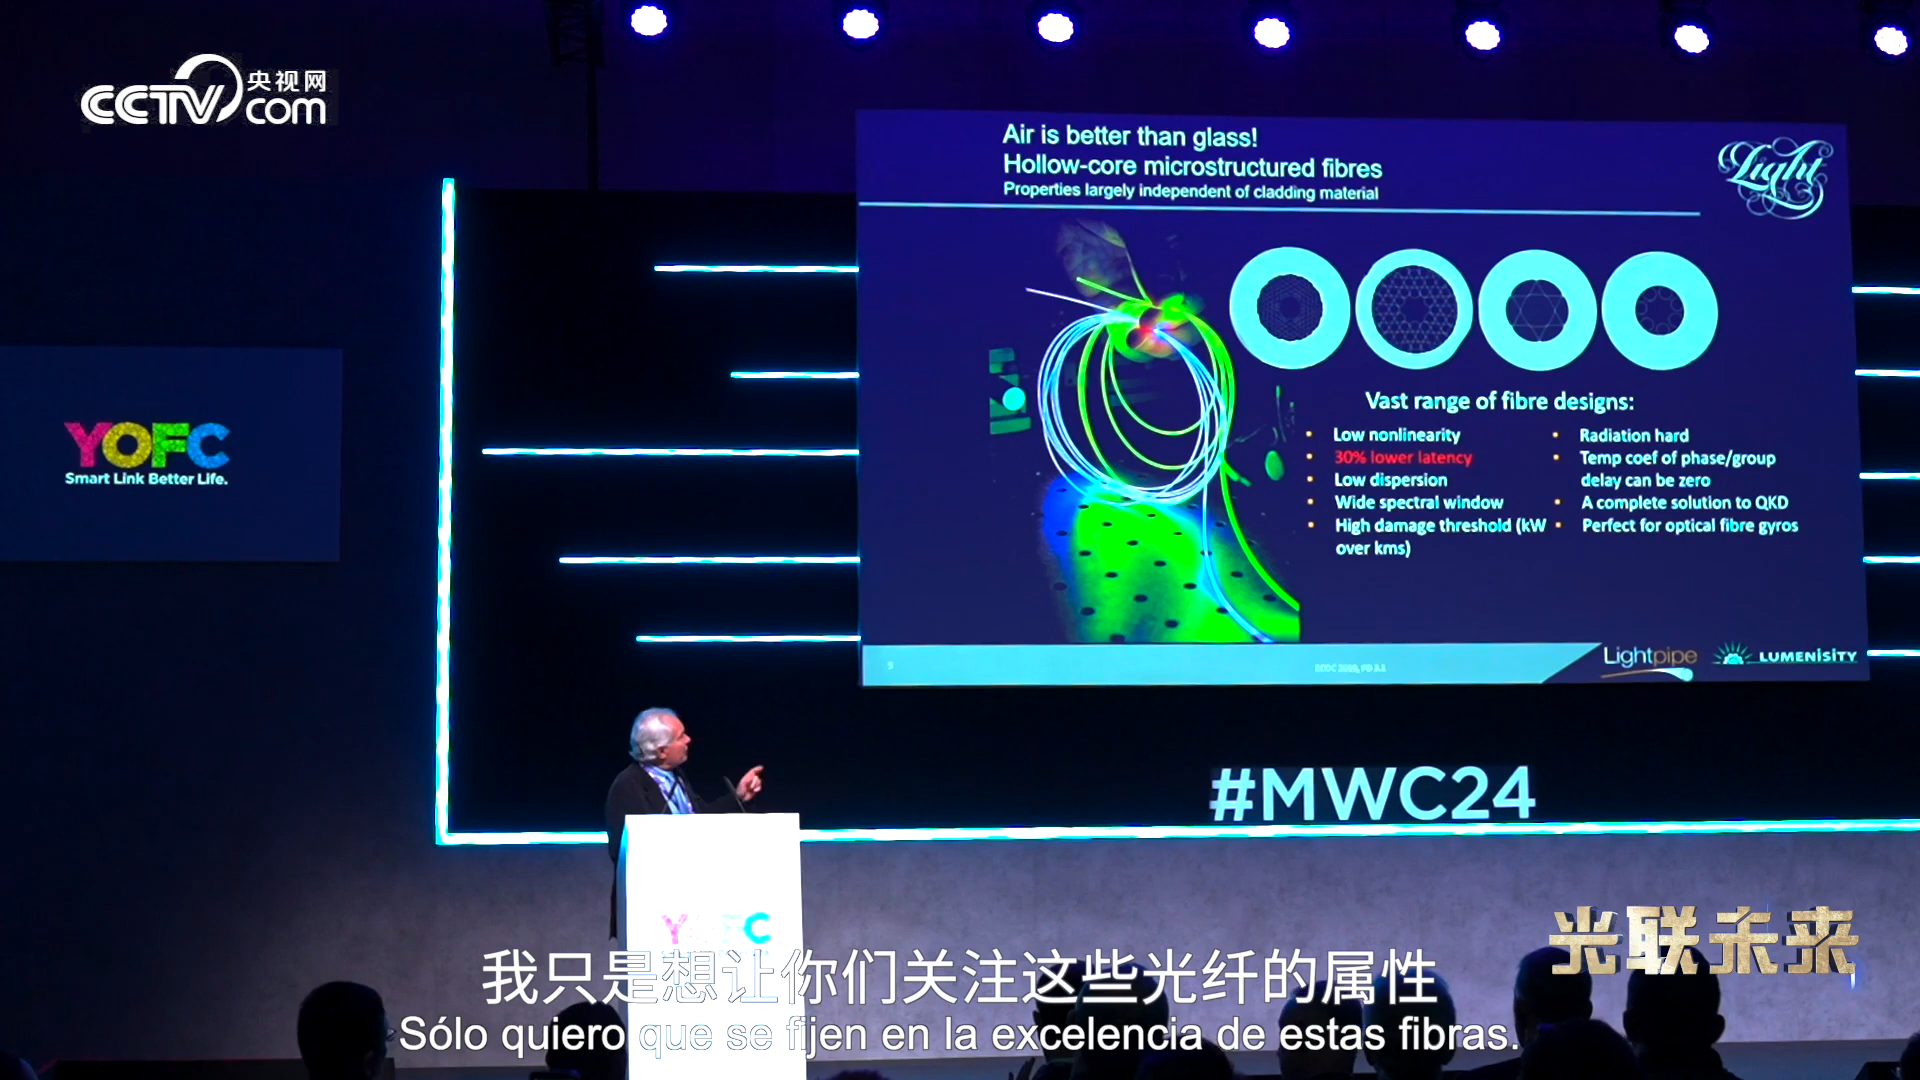 CCTV央视网
com
Air is better than glass!
Hollow-core microstructured fibres
Properties largely independent of cladding material
Light
Vast range of fibre designs:
• Low nonlinearity
• 30% lower latency
• Low dispersion
• Wide spectral window
• High damage threshold (kW
over kms)
• Radiation hard
• Temp coef of phase/group
delay can be zero
• A complete solution to QKD
• Perfect for optical fibre gyros
Lightpipe
LUMENISITY
YOFC
Smart Link Better Life.
#MWC24
光联未来
我只是想让你们关注这些光纤的属性
Sólo quiero que se fijen en la excelencia de estas fibras.